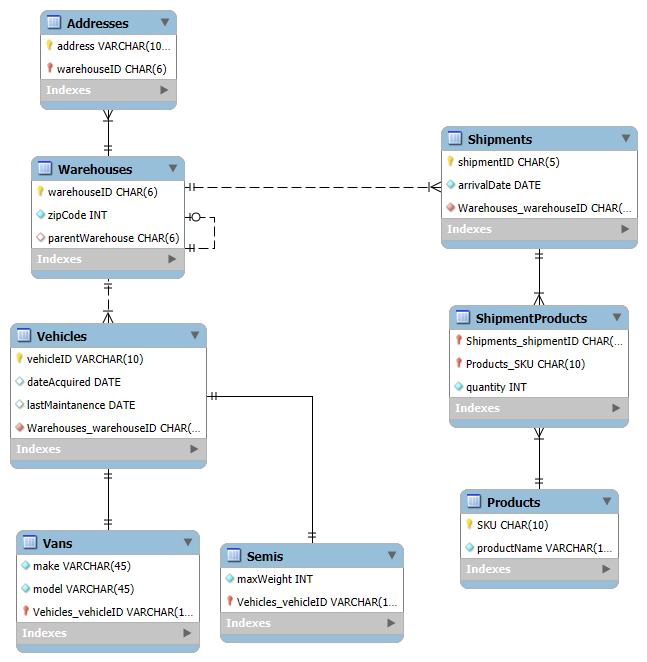 Addresses
address VARCHAR(10...
warehouseID CHAR(6)
Indexes
Warehouses
warehouseID CHAR(6)
zipCode INT
parentWarehouse CHAR(6)
Indexes
Shipments
shipmentID CHAR(5)
arrivalDate DATE
Warehouses_warehouseID CHAR(...
Indexes
Vehicles
vehicleID VARCHAR(10)
dateAcquired DATE
lastMaintanence DATE
Warehouses_warehouseID CHAR(...
Indexes
ShipmentProducts
Shipments_shipmentID CHAR(...
Products_SKU CHAR(10)
quantity INT
Indexes
Vans
make VARCHAR(45)
model VARCHAR(45)
Vehicles_vehicleID VARCHAR(1...
Indexes
Semis
maxWeight INT
Vehicles_vehicleID VARCHAR(1...
Indexes
Products
SKU CHAR(10)
productName VARCHAR(1...
Indexes